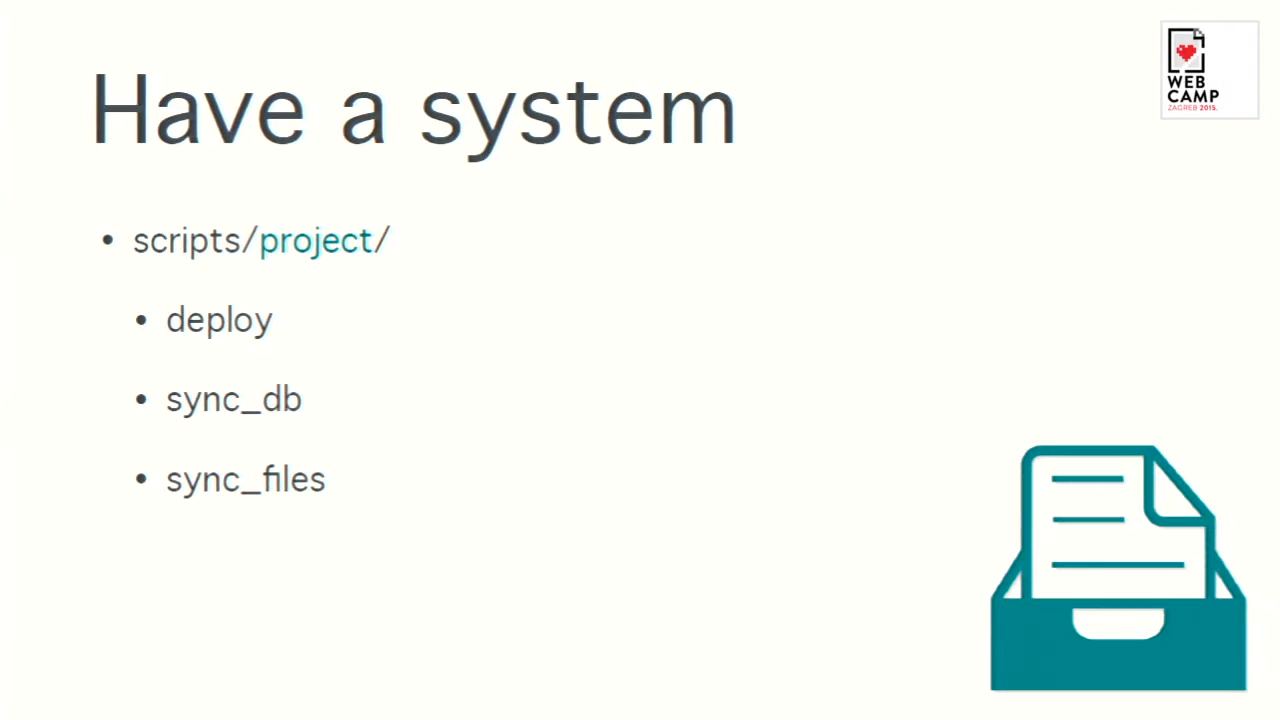 Have a system
WEB
CAMP
ZAGREB 2015.
• scripts/project/
• deploy
• sync_db
• sync_files